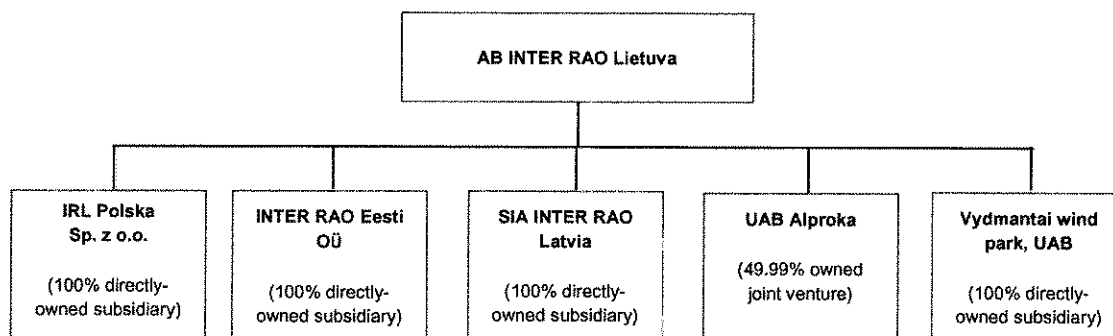 AB INTER RAO Lietuva
IRL Polska
Sp. z o.o.
(100% directly-
owned subsidiary)
INTER RAO Eesti
OÜ
(100% directly-
owned subsidiary)
SIA INTER RAO
Latvia
(100% directly-
owned subsidiary)
UAB Alproka
(49.99% owned
joint venture)
Vydmantai wind
park, UAB
(100% directly-
owned subsidiary)